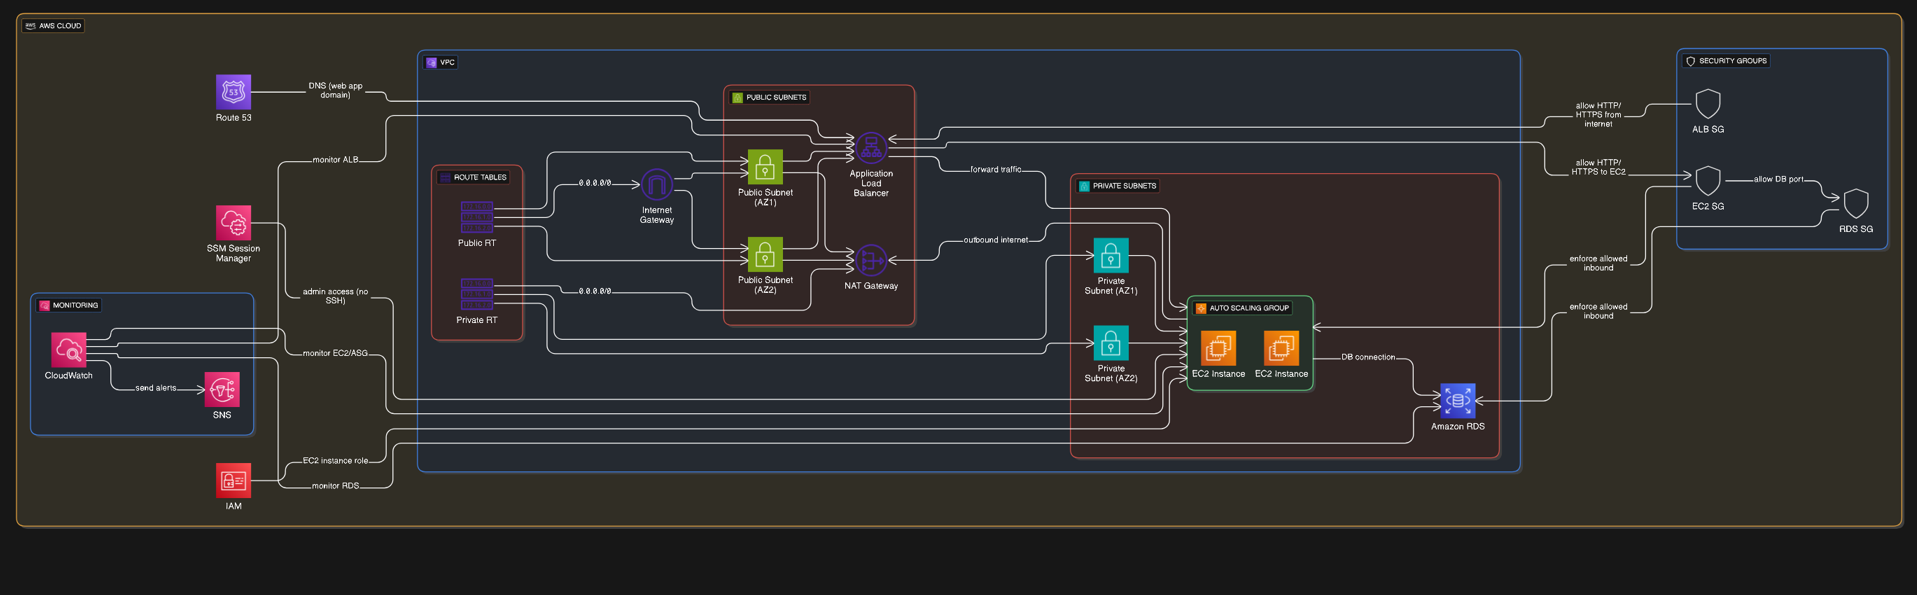 aws AWS CLOUD
VPC
SECURITY GROUPS
53
Route 53
DNS (web app
domain)
PUBLIC SUBNETS
allow HTTP/
HTTPS from
internet
ALB SG
monitor ALB
ROUTE TABLES
0.0.0.0/0
Internet
Gateway
Public Subnet
(AZ1)
Application
Load
Balancer
forward traffic
PRIVATE SUBNETS
allow HTTP/
HTTPS to EC2
EC2 SG
allow DB port
RDS SG
SSM Session
Manager
Public RT
Public Subnet
(AZ2)
NAT Gateway
outbound internet
Private
Subnet (AZ1)
enforce allowed
inbound
admin access (no
SSH)
0.0.0.0/0
Private RT
MONITORING
AUTO SCALING GROUP
enforce allowed
inbound
CloudWatch
monitor EC2/ASG
Private
Subnet (AZ2)
EC2 Instance
EC2 Instance
DB connection
send alerts
SNS
Amazon RDS
EC2 instance role
monitor RDS
IAM